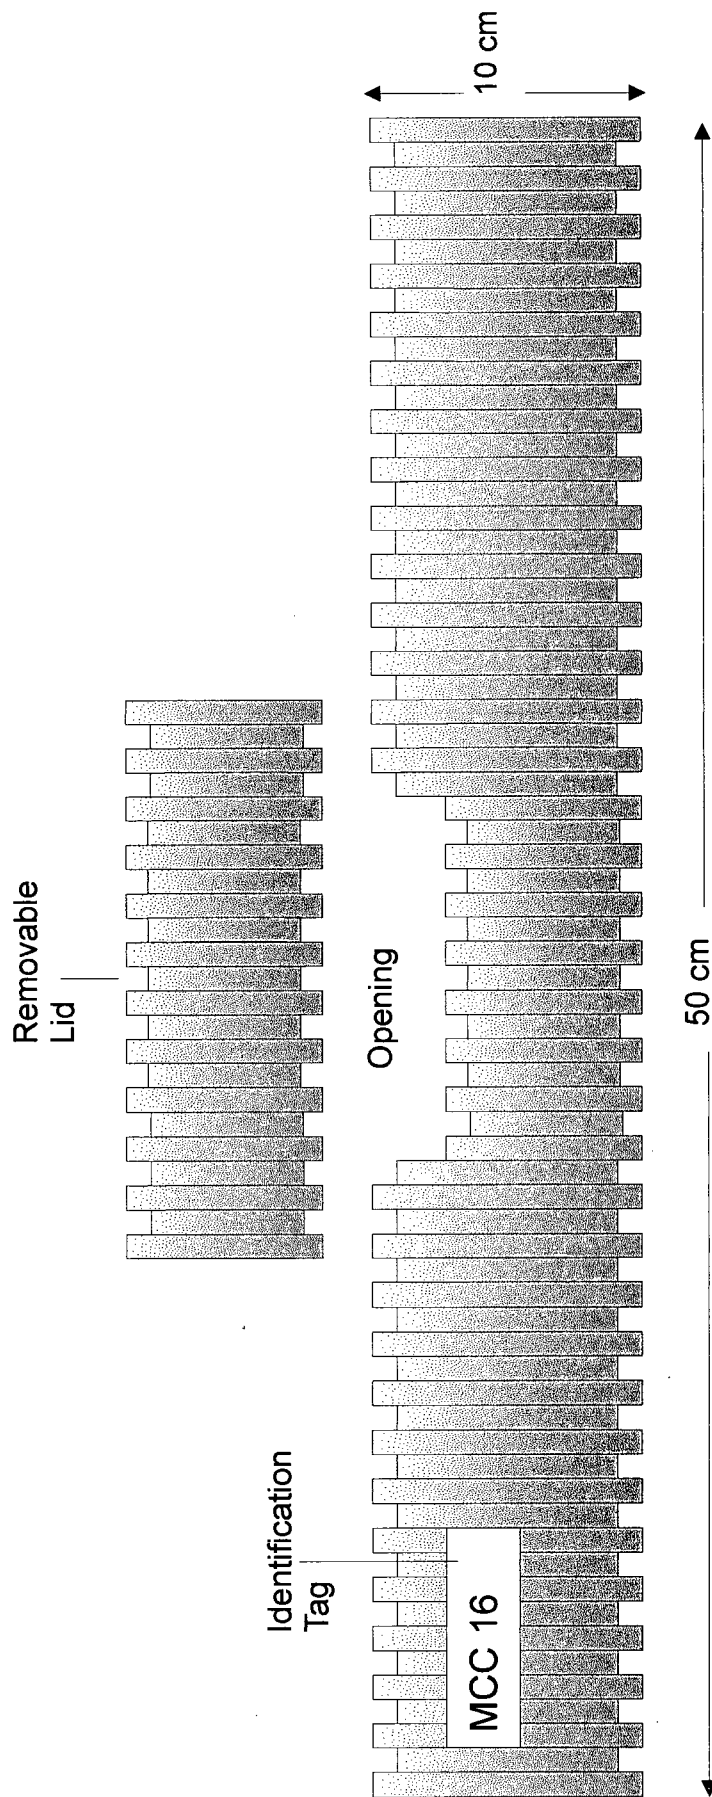 Removable
Lid
Opening
10 cm
Identification
Tag
MCC 16
50 cm